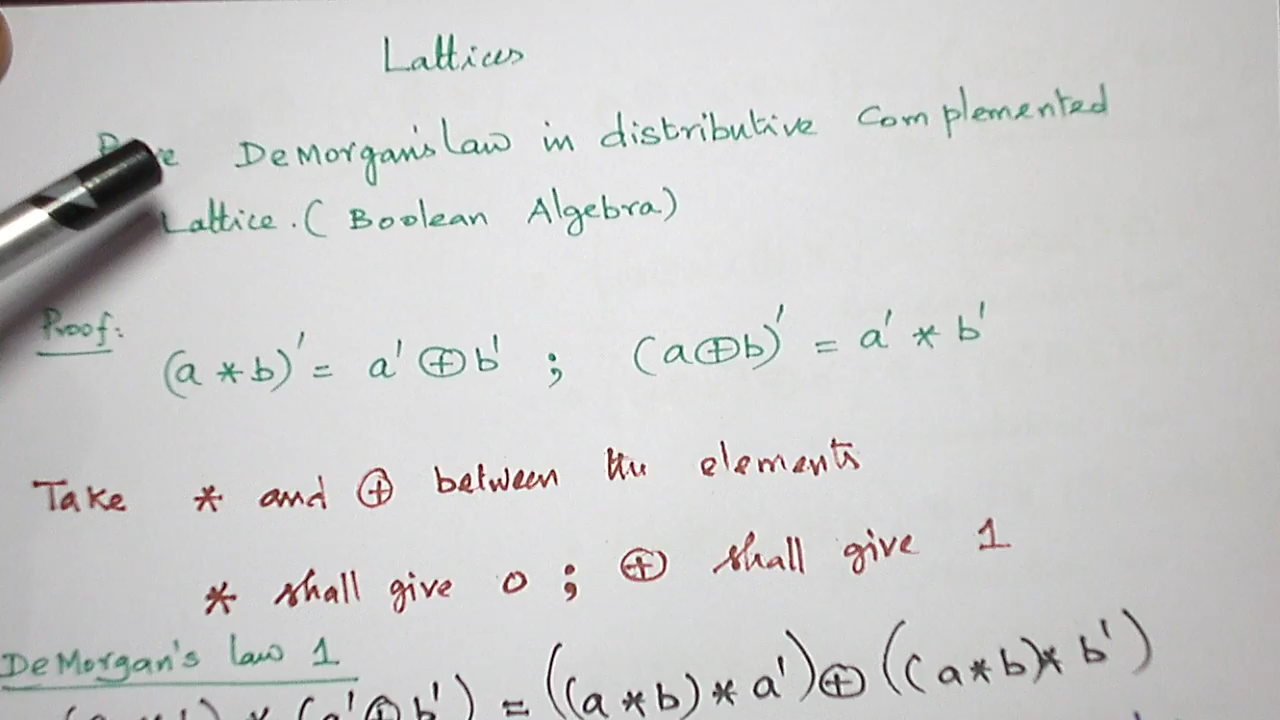 Lattices
DeMorgan's law in distributive Complemented
Lattice. ( Boolean Algebra)
Proof:
(a * b)' = a' ⊕ b' ; (a ⊕ b)' = a' * b'
Take * and ⊕ between the elements
* shall give 0 ; ⊕ shall give 1
DeMorgan's law 1
(a' ⊕ b') = ((a * b) * a') ⊕ ((a * b) * b')